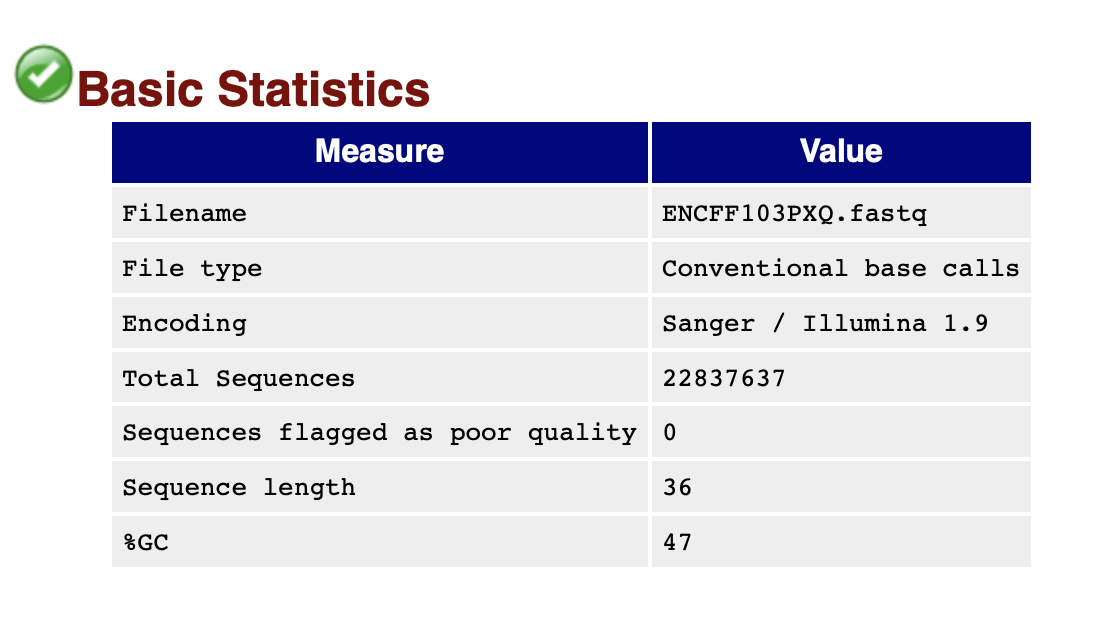 Basic Statistics
Measure Value
Filename ENCFF103PXQ.fastq
File type Conventional base calls
Encoding Sanger / Illumina 1.9
Total Sequences 22837637
Sequences flagged as poor quality 0
Sequence length 36
%GC 47